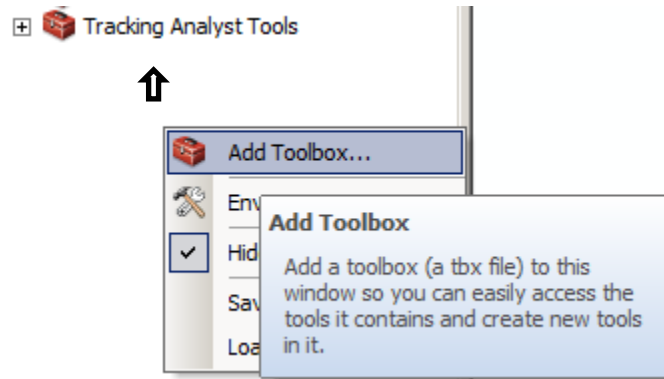 Tracking Analyst Tools
Add Toolbox...
Env
Add Toolbox
Hid
Add a toolbox (a tbx file) to this
window so you can easily access the
tools it contains and create new tools
in it.
Sav
Loa